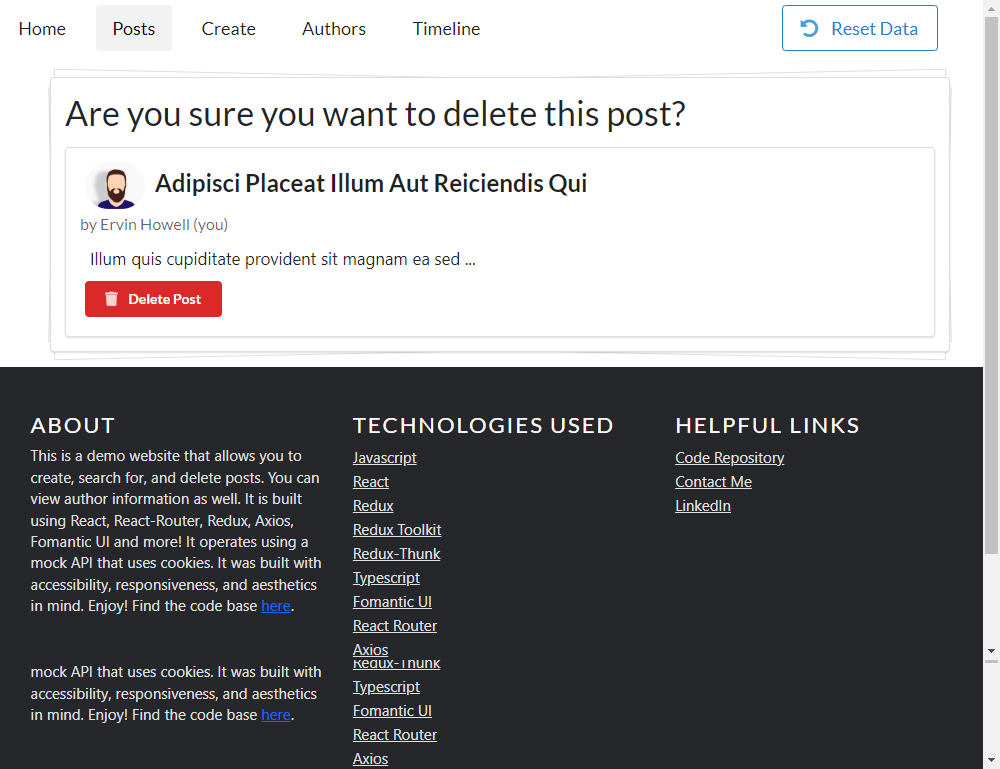 Home Posts Create Authors Timeline Reset Data
Are you sure you want to delete this post?
Adipisci Placeat Illum Aut Reiciendis Qui
by Ervin Howell (you)
Illum quis cupiditate provident sit magnam ea sed ...
Delete Post
ABOUT
This is a demo website that allows you to
create, search for, and delete posts. You can
view author information as well. It is built
using React, React-Router, Redux, Axios,
Fomantic UI and more! It operates using a
mock API that uses cookies. It was built with
accessibility, responsiveness, and aesthetics
in mind. Enjoy! Find the code base here.
mock API that uses cookies. It was built with
accessibility, responsiveness, and aesthetics
in mind. Enjoy! Find the code base here.
TECHNOLOGIES USED
Javascript
React
Redux
Redux Toolkit
Redux-Thunk
Typescript
Fomantic UI
React Router
Axios
Redux-Thunk
Typescript
Fomantic UI
React Router
Axios
HELPFUL LINKS
Code Repository
Contact Me
LinkedIn